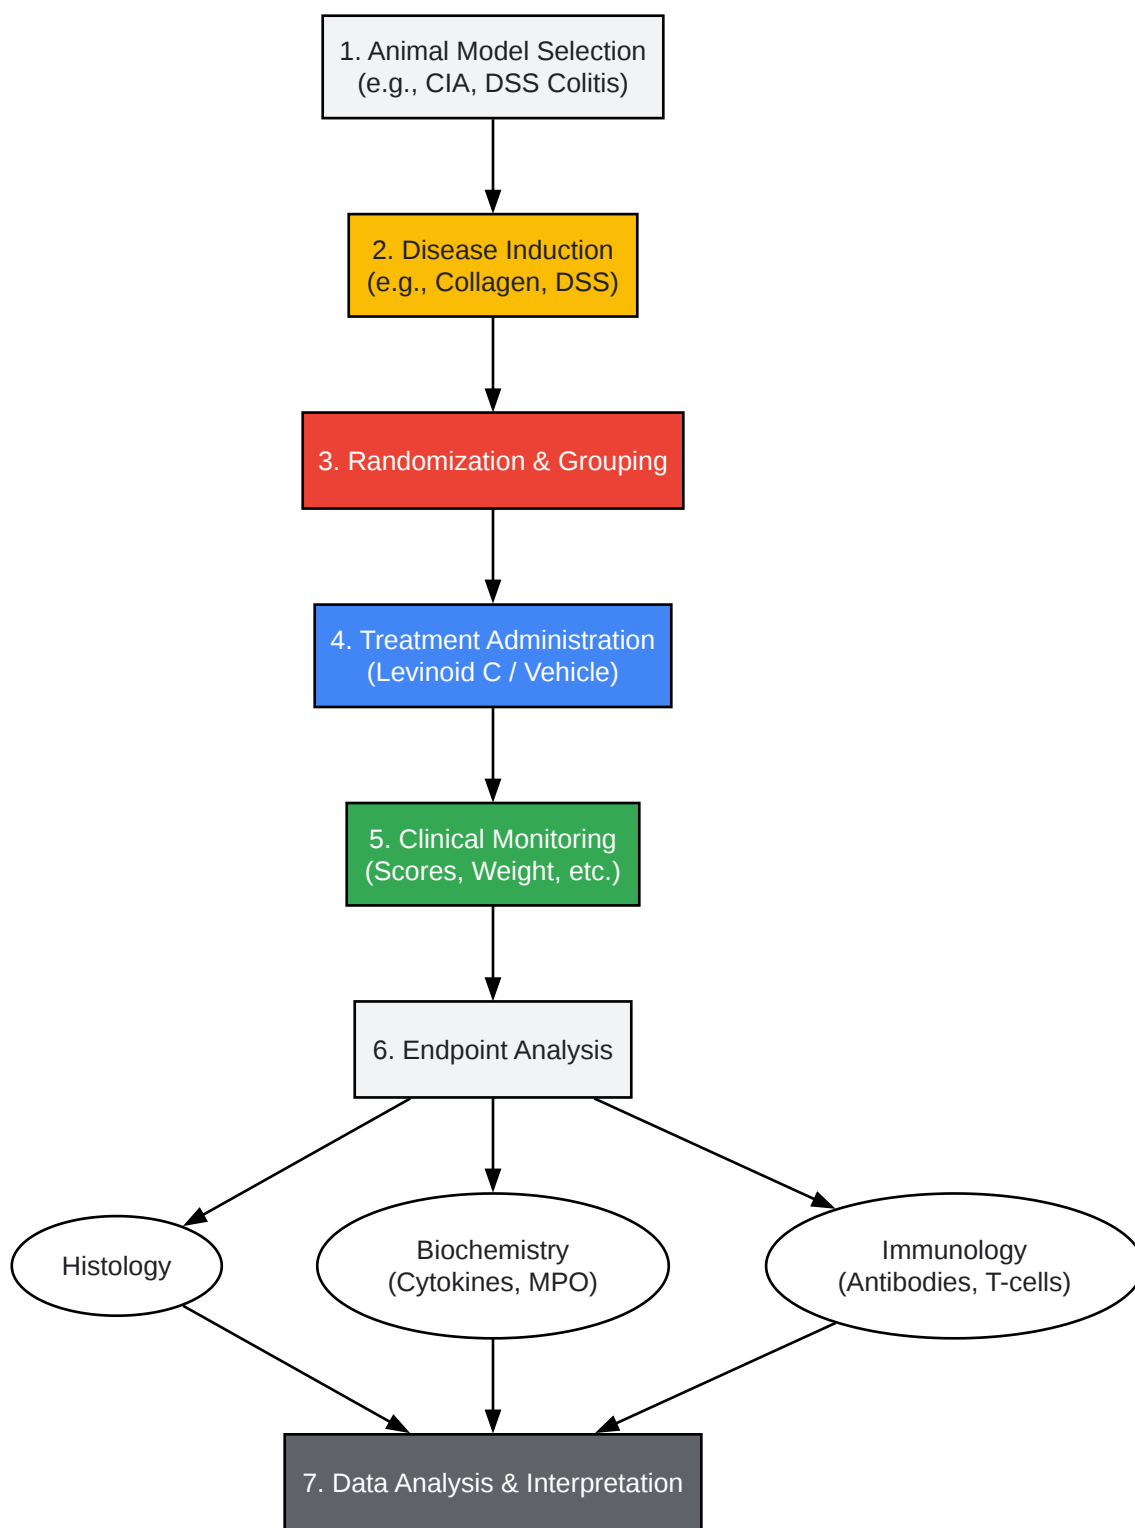 1. Animal Model Selection
(e.g., CIA, DSS Colitis)
2. Disease Induction
(e.g., Collagen, DSS)
3. Randomization & Grouping
4. Treatment Administration
(Levinoid C / Vehicle)
5. Clinical Monitoring
(Scores, Weight, etc.)
6. Endpoint Analysis
Histology
Biochemistry
(Cytokines, MPO)
Immunology
(Antibodies, T-cells)
7. Data Analysis & Interpretation